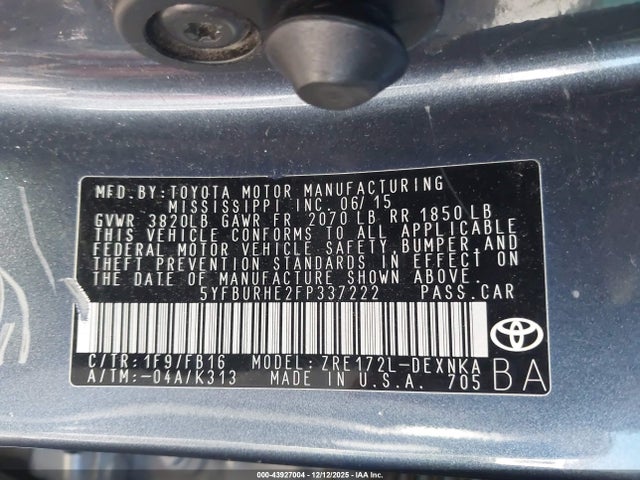 MFD.BY:TOYOTA MOTOR MANUFACTURING
MISSISSIPPI INC. 06/15
GVWR 3820LB GAWR FR 2070 LB RR 1850 LB
THIS VEHICLE CONFORMS TO ALL APPLICABLE
FEDERAL MOTOR VEHICLE SAFETY, BUMPER, AND
THEFT PREVENTION STANDARDS IN EFFECT ON
THE DATE OF MANUFACTURE SHOWN ABOVE.
5YFBURHE2FP337222 PASS.CAR
C/TR:1F9/FB16 MODEL:ZRE172L-DEXNKA
A/TM:-04A/K313 MADE IN U.S.A. 705
BA
000-43927004 - 12/12/2025 - IAA Inc.